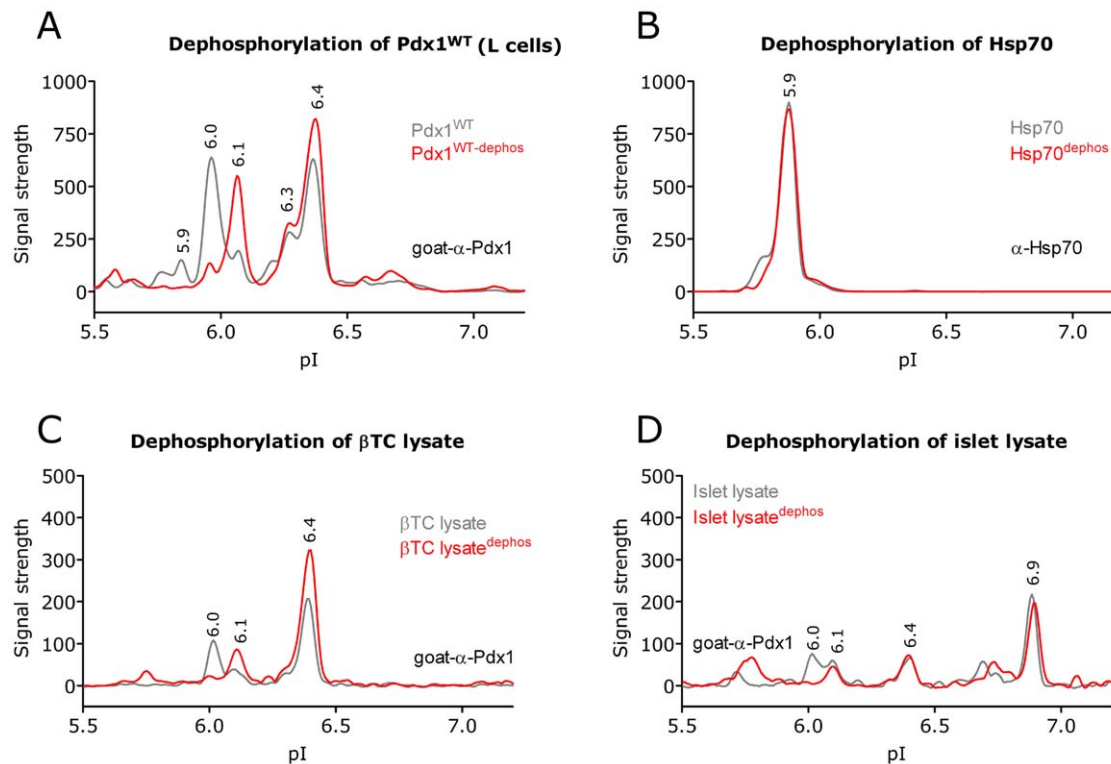 A
Dephosphorylation of Pdx1WT (L cells)
Signal strength
1000
750
500
250
0
5.9
6.0
6.1
6.3
6.4
Pdx1WT
Pdx1WT-dephos
goat-α-Pdx1
5.5
6.0
6.5
7.0
pI
B
Dephosphorylation of Hsp70
Signal strength
1000
750
500
250
0
5.9
Hsp70
Hsp70dephos
α-Hsp70
5.5
6.0
6.5
7.0
pI
C
Dephosphorylation of βTC lysate
Signal strength
500
400
300
200
100
0
6.0
6.1
6.4
βTC lysate
βTC lysatedephos
goat-α-Pdx1
5.5
6.0
6.5
7.0
pI
D
Dephosphorylation of islet lysate
Signal strength
500
400
300
200
100
0
Islet lysate
Islet lysatedephos
goat-α-Pdx1
6.0
6.1
6.4
6.9
5.5
6.0
6.5
7.0
pI